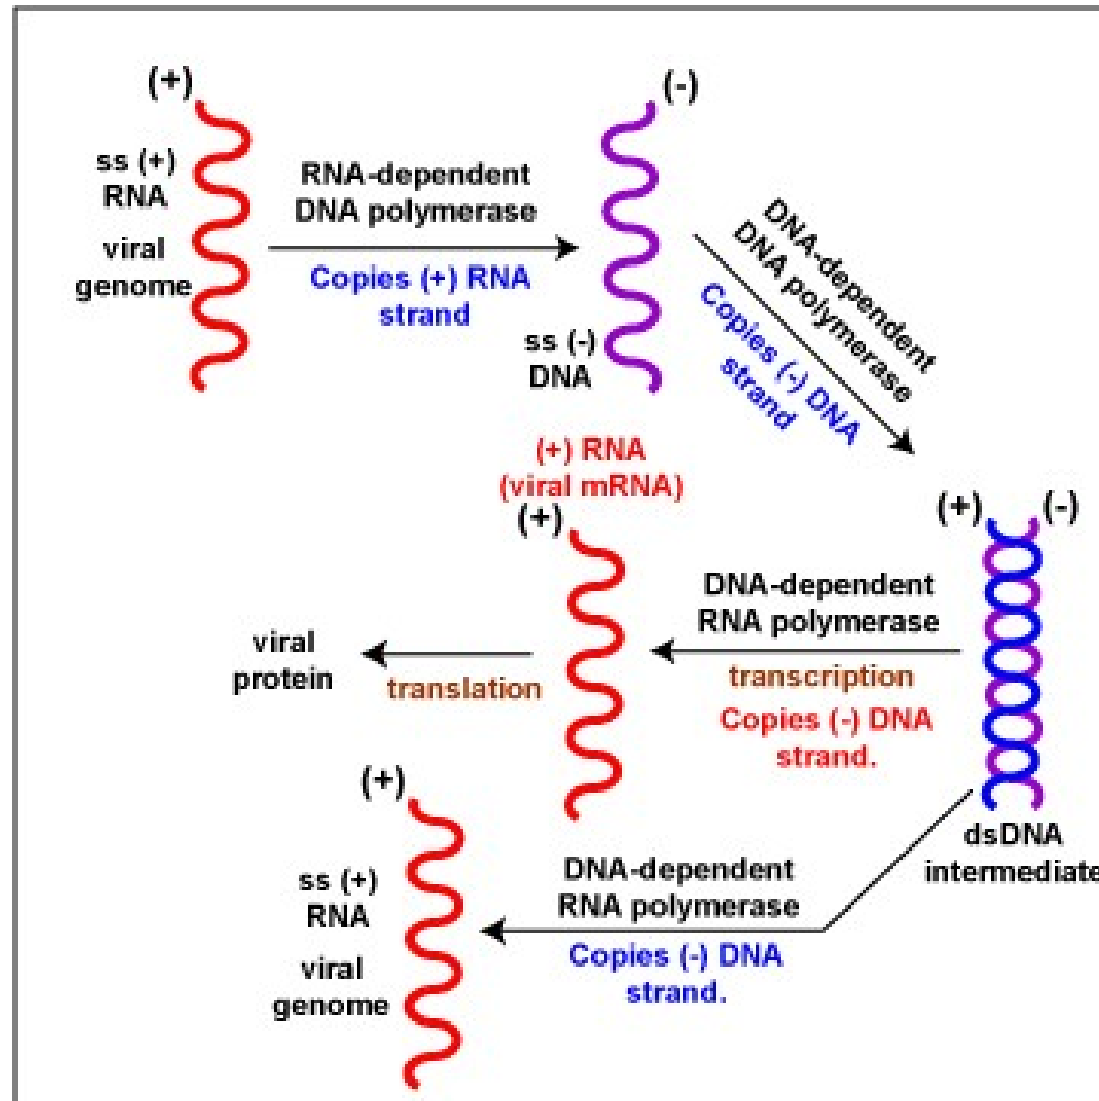 (+)
ss (+)
RNA
viral
genome
RNA-dependent
DNA polymerase
Copies (+) RNA
strand
(-)
ss (-)
DNA
DNA-dependent
DNA polymerase
Copies (-) DNA
strand
(+) (-)
dsDNA
intermediate
DNA-dependent
RNA polymerase
transcription
Copies (-) DNA
strand.
(+) RNA
(viral mRNA)
(+)
translation
viral
protein
DNA-dependent
RNA polymerase
Copies (-) DNA
strand.
(+)
ss (+)
RNA
viral
genome